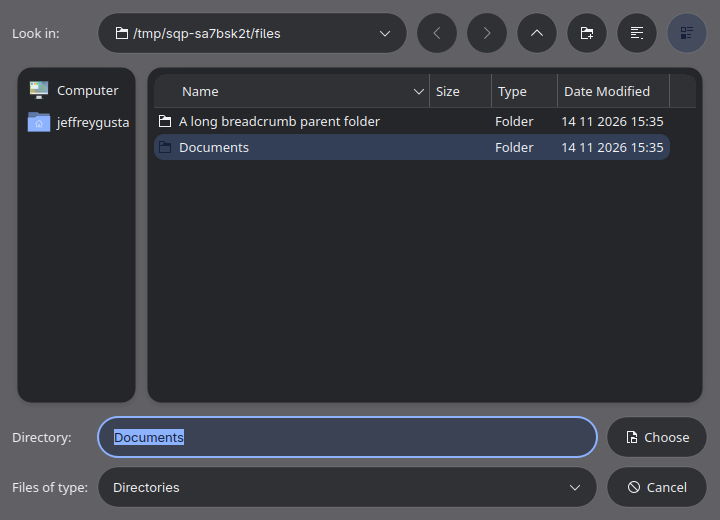 Look in:
/tmp/sqp-sa7bsk2t/files
Computer
jeffreygusta
Name Size Type Date Modified
A long breadcrumb parent folder Folder 14 11 2026 15:35
Documents Folder 14 11 2026 15:35
Directory: Documents Choose
Files of type: Directories Cancel